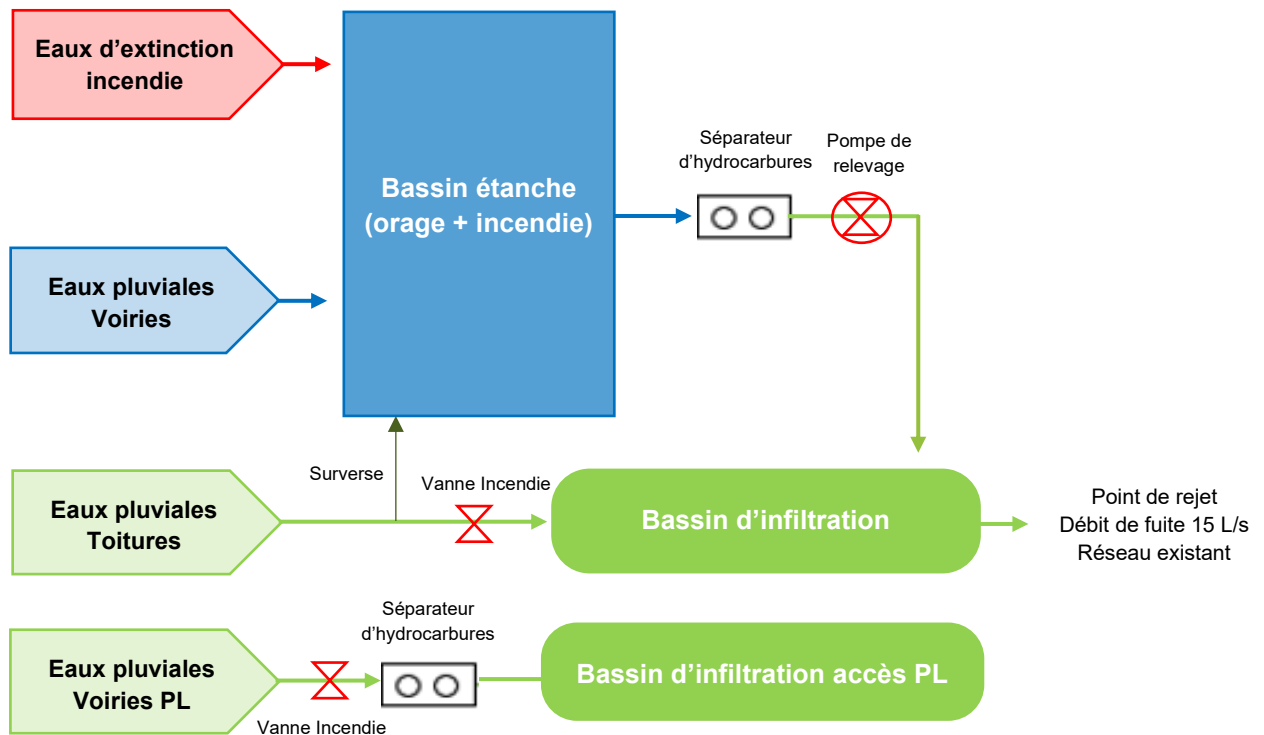 Eaux d’extinction
incendie
Bassin étanche
(orage + incendie)
Séparateur
d’hydrocarbures
Pompe de
relevage
Eaux pluviales
Voiries
Surverse
Vanne Incendie
Eaux pluviales
Toitures
Bassin d’infiltration
Point de rejet
Débit de fuite 15 L/s
Réseau existant
Séparateur
d’hydrocarbures
Eaux pluviales
Voiries PL
Vanne Incendie
Bassin d’infiltration accès PL